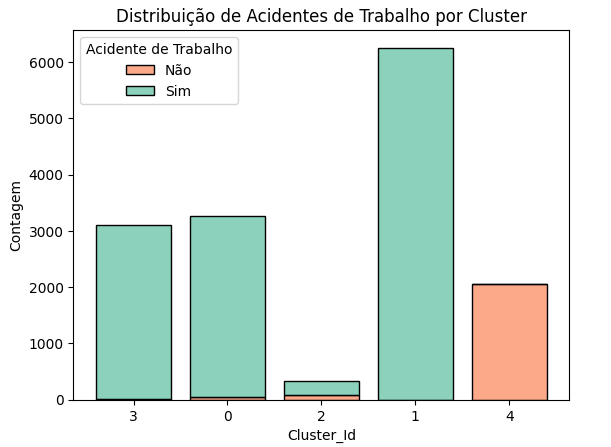 Distribuição de Acidentes de Trabalho por Cluster
Acidente de Trabalho
Não
Sim
Contagem
6000
5000
4000
3000
2000
1000
0
3 0 2 1 4
Cluster_Id